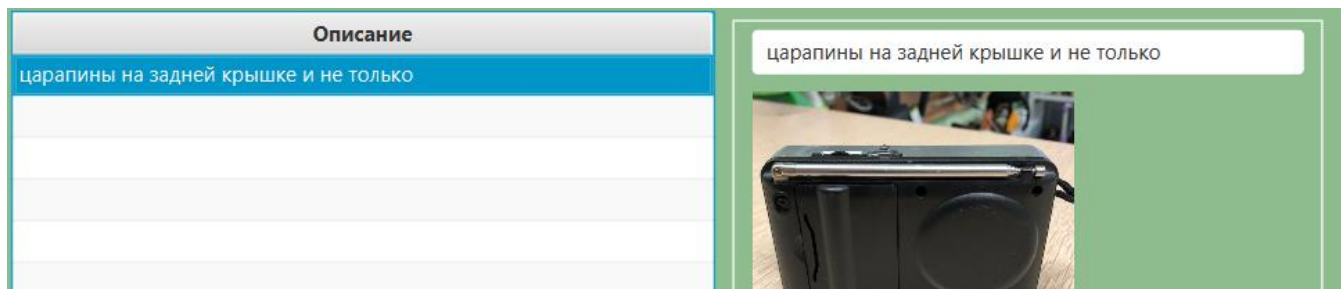 Описание
царапины на задней крышке и не только
царапины на задней крышке и не только